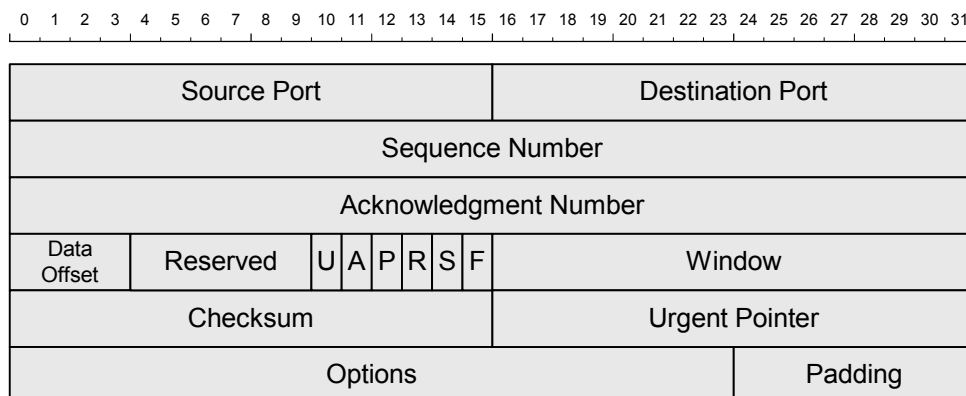 0 1 2 3 4 5 6 7 8 9 10 11 12 13 14 15 16 17 18 19 20 21 22 23 24 25 26 27 28 29 30 31
Source Port Destination Port
Sequence Number
Acknowledgment Number
Data
Offset Reserved U A P R S F Window
Checksum Urgent Pointer
Options Padding